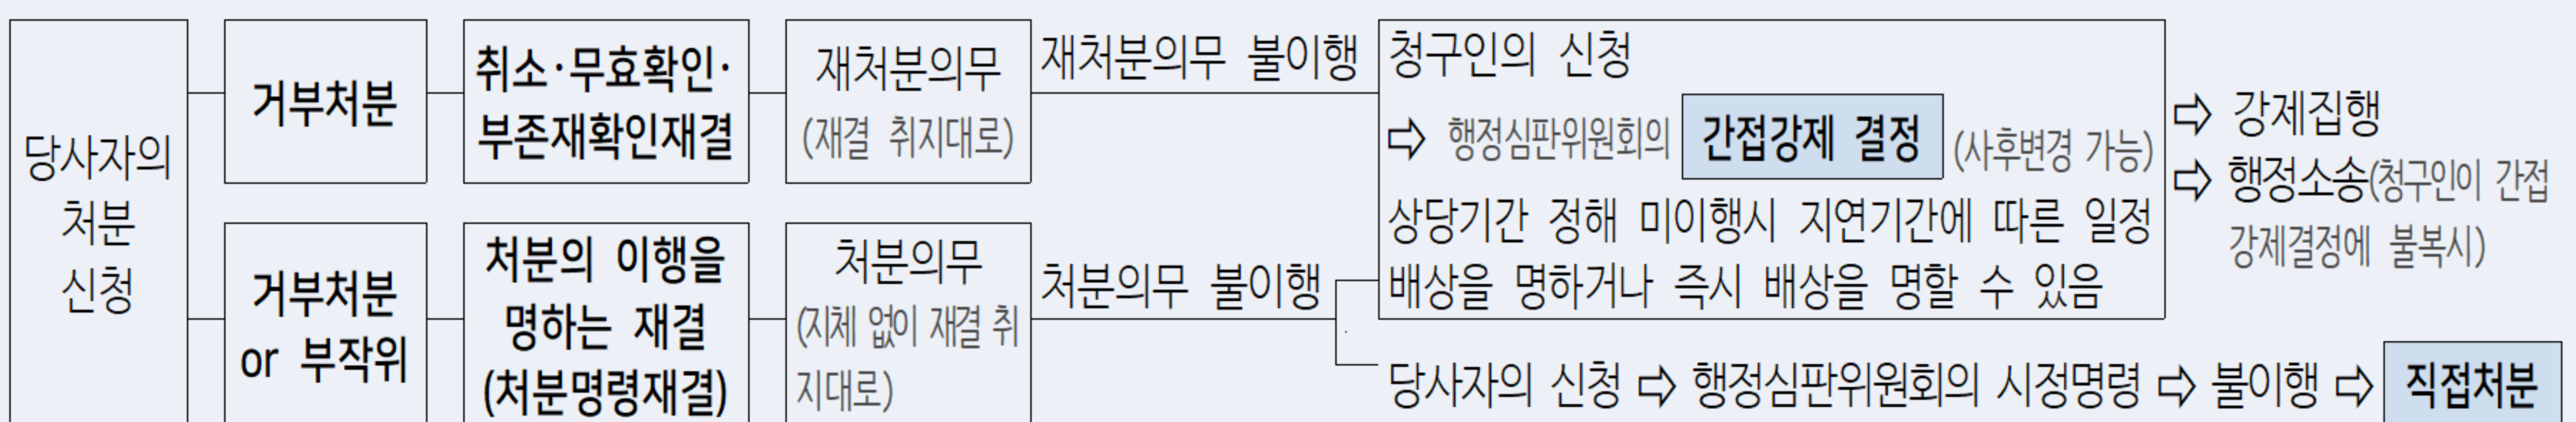 당사자의
처분
신청
거부처분
취소·무효확인·
부존재확인재결
재처분의무
(재결 취지대로)
재처분의무 불이행
청구인의 신청
⇨ 행정심판위원회의 간접강제 결정 (사후변경 가능)
상당기간 정해 미이행시 지연기간에 따른 일정
배상을 명하거나 즉시 배상을 명할 수 있음
⇨ 강제집행
⇨ 행정소송(청구인이 간접
강제결정에 불복시)
거부처분
or 부작위
처분의 이행을
명하는 재결
(처분명령재결)
처분의무
(지체 없이 재결 취
지대로)
처분의무 불이행
당사자의 신청 ⇨ 행정심판위원회의 시정명령 ⇨ 불이행 ⇨ 직접처분